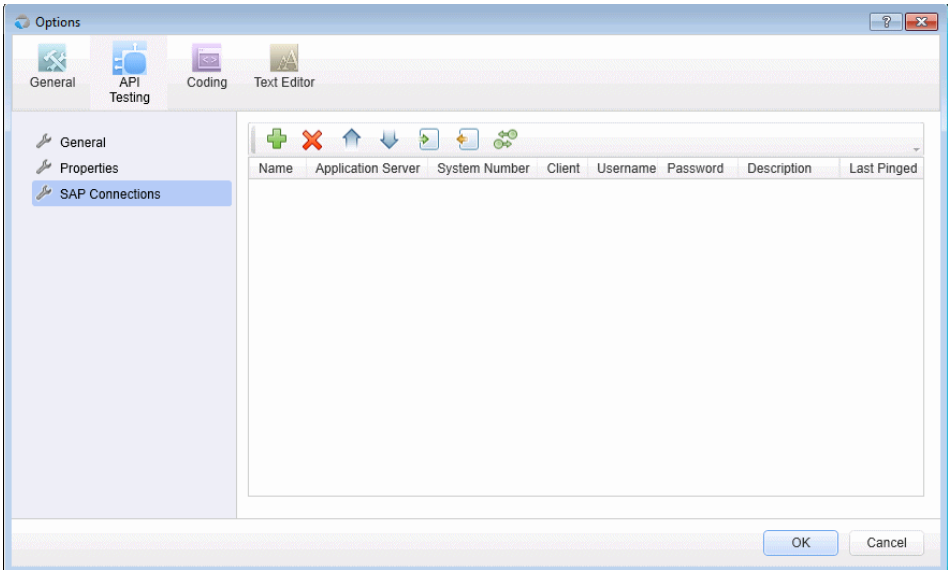 Options
General
API
Testing
Coding
Text Editor
General
Properties
SAP Connections
Name Application Server System Number Client Username Password Description Last Pinged
OK Cancel